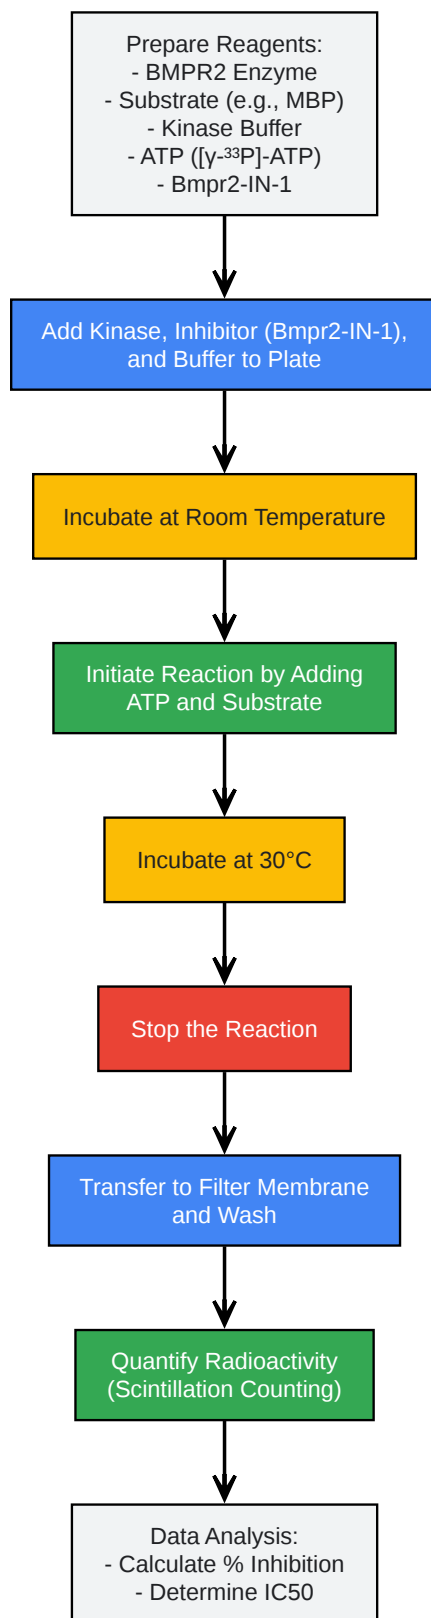 Prepare Reagents:
- BMPR2 Enzyme
- Substrate (e.g., MBP)
- Kinase Buffer
- ATP ([γ-³³P]-ATP)
- Bmpr2-IN-1
Add Kinase, Inhibitor (Bmpr2-IN-1),
and Buffer to Plate
Incubate at Room Temperature
Initiate Reaction by Adding
ATP and Substrate
Incubate at 30°C
Stop the Reaction
Transfer to Filter Membrane
and Wash
Quantify Radioactivity
(Scintillation Counting)
Data Analysis:
- Calculate % Inhibition
- Determine IC50